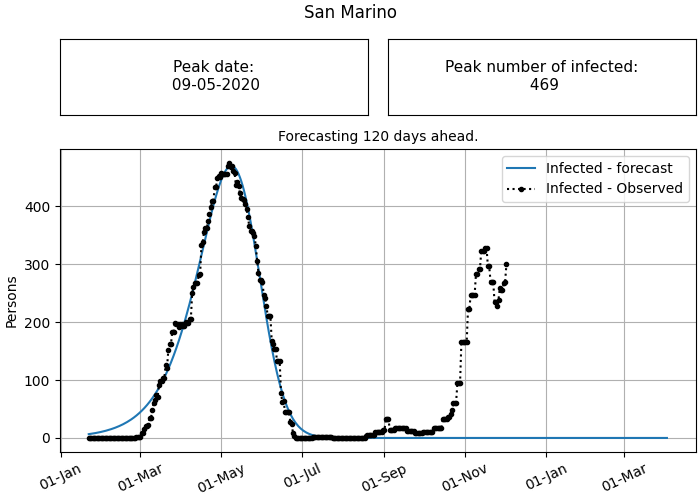 San Marino
Peak date:
09-05-2020
Peak number of infected:
469
Forecasting 120 days ahead.
Infected - forecast
Infected - Observed
Persons
400
300
200
100
0
01-Jan
01-Mar
01-May
01-Jul
01-Sep
01-Nov
01-Jan
01-Mar